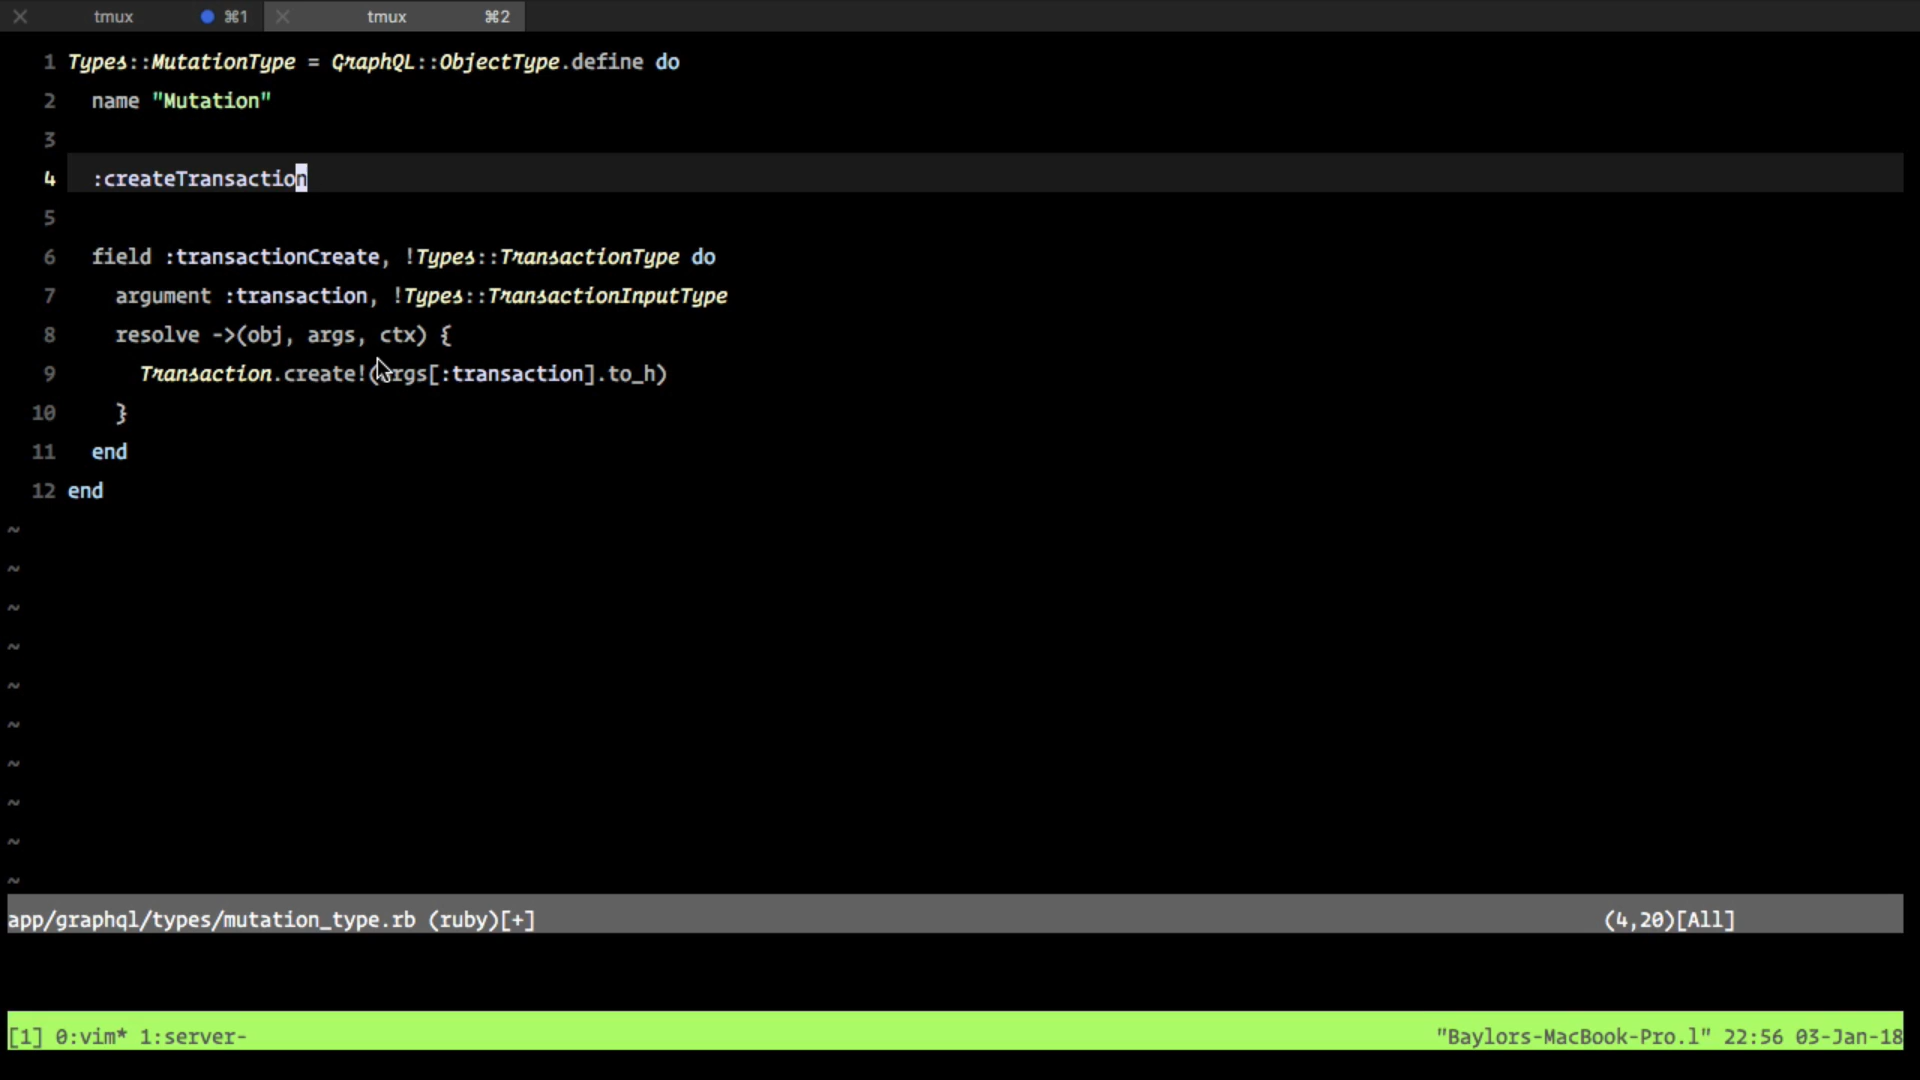 tmux ⌘1 tmux ⌘2
1 Types::MutationType = GraphQL::ObjectType.define do
2 name "Mutation"
3
4 :createTransaction
5
6 field :transactionCreate, !Types::TransactionType do
7 argument :transaction, !Types::TransactionInputType
8 resolve ->(obj, args, ctx) {
9 Transaction.create!(args[:transaction].to_h)
10 }
11 end
12 end
~
~
~
~
~
~
~
~
~
~
app/graphql/types/mutation_type.rb (ruby)[+] (4,20)[All]
[1] 0:vim* 1:server- "Baylors-MacBook-Pro.l" 22:56 03-Jan-18